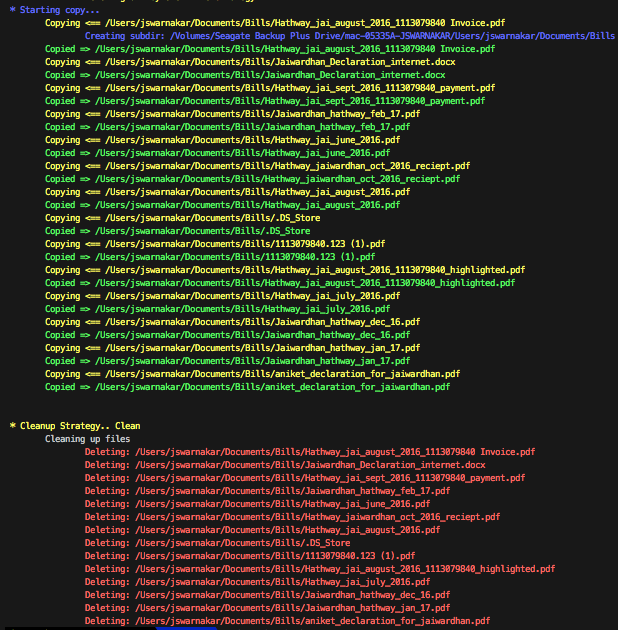 * Starting copy...
Copying <== /Users/jswarnakar/Documents/Bills/Hathway_jai_august_2016_1113079840 Invoice.pdf
Creating subdir: /Volumes/Seagate Backup Plus Drive/mac-05335A-JSWARNAKAR/Users/jswarnakar/Documents/Bills
Copied => /Users/jswarnakar/Documents/Bills/Hathway_jai_august_2016_1113079840 Invoice.pdf
Copying <== /Users/jswarnakar/Documents/Bills/Jaiwardhan_Declaration_internet.docx
Copied => /Users/jswarnakar/Documents/Bills/Jaiwardhan_Declaration_internet.docx
Copying <== /Users/jswarnakar/Documents/Bills/Hathway_jai_sept_2016_1113079840_payment.pdf
Copied => /Users/jswarnakar/Documents/Bills/Hathway_jai_sept_2016_1113079840_payment.pdf
Copying <== /Users/jswarnakar/Documents/Bills/Jaiwardhan_hathway_feb_17.pdf
Copied => /Users/jswarnakar/Documents/Bills/Jaiwardhan_hathway_feb_17.pdf
Copying <== /Users/jswarnakar/Documents/Bills/Hathway_jai_june_2016.pdf
Copied => /Users/jswarnakar/Documents/Bills/Hathway_jai_june_2016.pdf
Copying <== /Users/jswarnakar/Documents/Bills/Hathway_jaiwardhan_oct_2016_reciept.pdf
Copied => /Users/jswarnakar/Documents/Bills/Hathway_jaiwardhan_oct_2016_reciept.pdf
Copying <== /Users/jswarnakar/Documents/Bills/Hathway_jai_august_2016.pdf
Copied => /Users/jswarnakar/Documents/Bills/Hathway_jai_august_2016.pdf
Copying <== /Users/jswarnakar/Documents/Bills/.DS_Store
Copied => /Users/jswarnakar/Documents/Bills/.DS_Store
Copying <== /Users/jswarnakar/Documents/Bills/1113079840.123 (1).pdf
Copied => /Users/jswarnakar/Documents/Bills/1113079840.123 (1).pdf
Copying <== /Users/jswarnakar/Documents/Bills/Hathway_jai_august_2016_1113079840_highlighted.pdf
Copied => /Users/jswarnakar/Documents/Bills/Hathway_jai_august_2016_1113079840_highlighted.pdf
Copying <== /Users/jswarnakar/Documents/Bills/Hathway_jai_july_2016.pdf
Copied => /Users/jswarnakar/Documents/Bills/Hathway_jai_july_2016.pdf
Copying <== /Users/jswarnakar/Documents/Bills/Jaiwardhan_hathway_dec_16.pdf
Copied => /Users/jswarnakar/Documents/Bills/Jaiwardhan_hathway_dec_16.pdf
Copying <== /Users/jswarnakar/Documents/Bills/Jaiwardhan_hathway_jan_17.pdf
Copied => /Users/jswarnakar/Documents/Bills/Jaiwardhan_hathway_jan_17.pdf
Copying <== /Users/jswarnakar/Documents/Bills/aniket_declaration_for_jaiwardhan.pdf
Copied => /Users/jswarnakar/Documents/Bills/aniket_declaration_for_jaiwardhan.pdf
* Cleanup Strategy.. Clean
Cleaning up files
Deleting: /Users/jswarnakar/Documents/Bills/Hathway_jai_august_2016_1113079840 Invoice.pdf
Deleting: /Users/jswarnakar/Documents/Bills/Jaiwardhan_Declaration_internet.docx
Deleting: /Users/jswarnakar/Documents/Bills/Hathway_jai_sept_2016_1113079840_payment.pdf
Deleting: /Users/jswarnakar/Documents/Bills/Jaiwardhan_hathway_feb_17.pdf
Deleting: /Users/jswarnakar/Documents/Bills/Hathway_jai_june_2016.pdf
Deleting: /Users/jswarnakar/Documents/Bills/Hathway_jaiwardhan_oct_2016_reciept.pdf
Deleting: /Users/jswarnakar/Documents/Bills/Hathway_jai_august_2016.pdf
Deleting: /Users/jswarnakar/Documents/Bills/.DS_Store
Deleting: /Users/jswarnakar/Documents/Bills/1113079840.123 (1).pdf
Deleting: /Users/jswarnakar/Documents/Bills/Hathway_jai_august_2016_1113079840_highlighted.pdf
Deleting: /Users/jswarnakar/Documents/Bills/Hathway_jai_july_2016.pdf
Deleting: /Users/jswarnakar/Documents/Bills/Jaiwardhan_hathway_dec_16.pdf
Deleting: /Users/jswarnakar/Documents/Bills/Jaiwardhan_hathway_jan_17.pdf
Deleting: /Users/jswarnakar/Documents/Bills/aniket_declaration_for_jaiwardhan.pdf